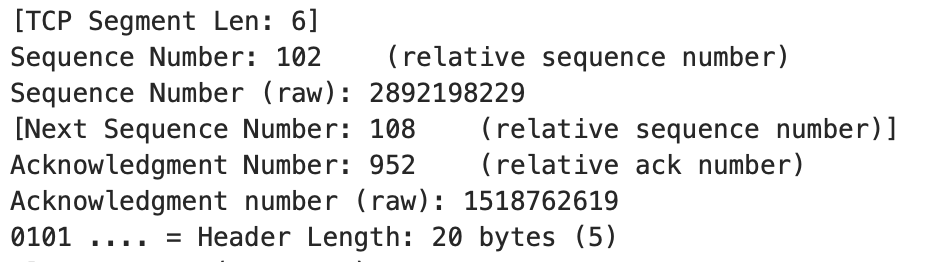 [TCP Segment Len: 6]
Sequence Number: 102    (relative sequence number)
Sequence Number (raw): 2892198229
[Next Sequence Number: 108    (relative sequence number)]
Acknowledgment Number: 952    (relative ack number)
Acknowledgment number (raw): 1518762619
0101 .... = Header Length: 20 bytes (5)